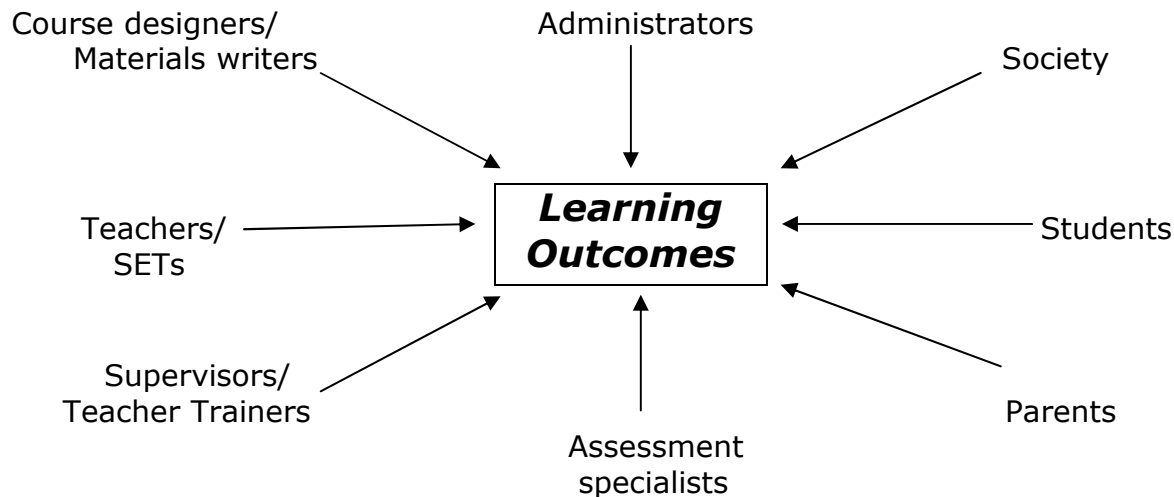 Course designers/
Materials writers
Administrators
Society
Learning
Outcomes
Teachers/
SETs
Students
Supervisors/
Teacher Trainers
Parents
Assessment
specialists